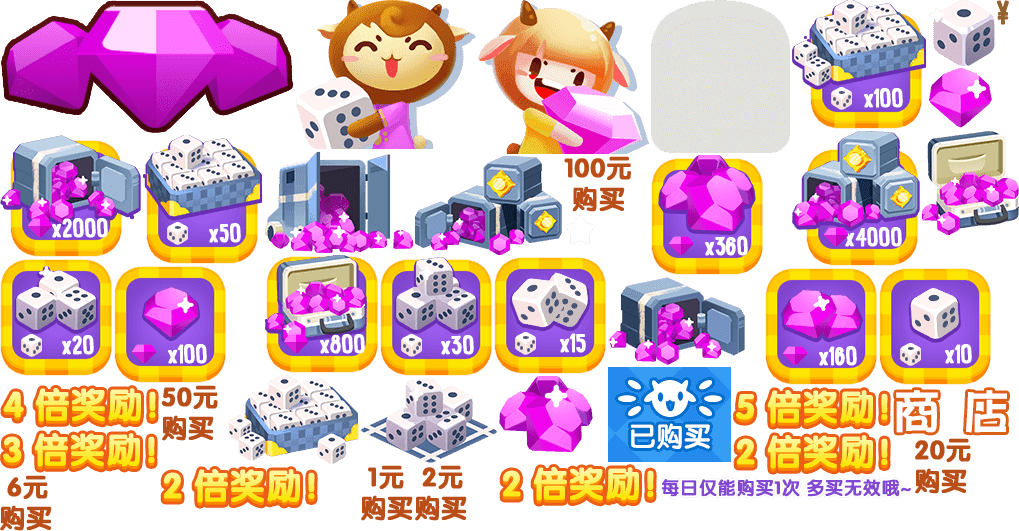 ¥
x100
100元
购买
x2000
x50
x360
x4000
x20
x100
x800
x30
x15
x160
x10
4 倍奖励!
50元
购买
5 倍奖励!
商 店
3 倍奖励!
已购买
2 倍奖励!
20元
购买
2 倍奖励!
1元
购买
2元
购买
2 倍奖励!
每日仅能购买1次 多买无效哦~
6元
购买